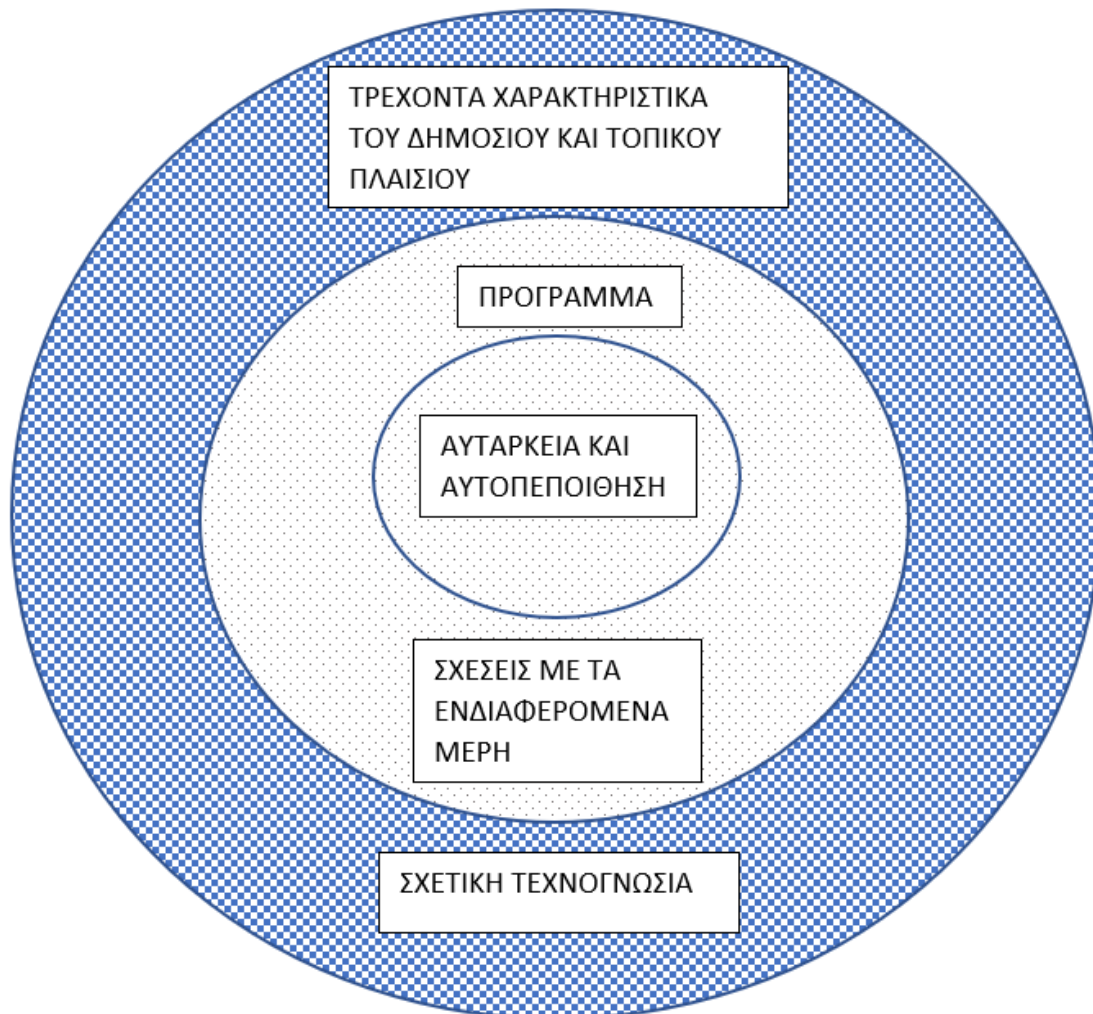 ΤΡΕΧΟΝΤΑ ΧΑΡΑΚΤΗΡΙΣΤΙΚΑ
ΤΟΥ ΔΗΜΟΣΙΟΥ ΚΑΙ ΤΟΠΙΚΟΥ
ΠΛΑΙΣΙΟΥ
ΠΡΟΓΡΑΜΜΑ
ΑΥΤΑΡΚΕΙΑ ΚΑΙ
ΑΥΤΟΠΕΠΟΙΘΗΣΗ
ΣΧΕΣΕΙΣ ΜΕ ΤΑ
ΕΝΔΙΑΦΕΡΟΜΕΝΑ
ΜΕΡΗ
ΣΧΕΤΙΚΗ ΤΕΧΝΟΓΝΩΣΙΑ